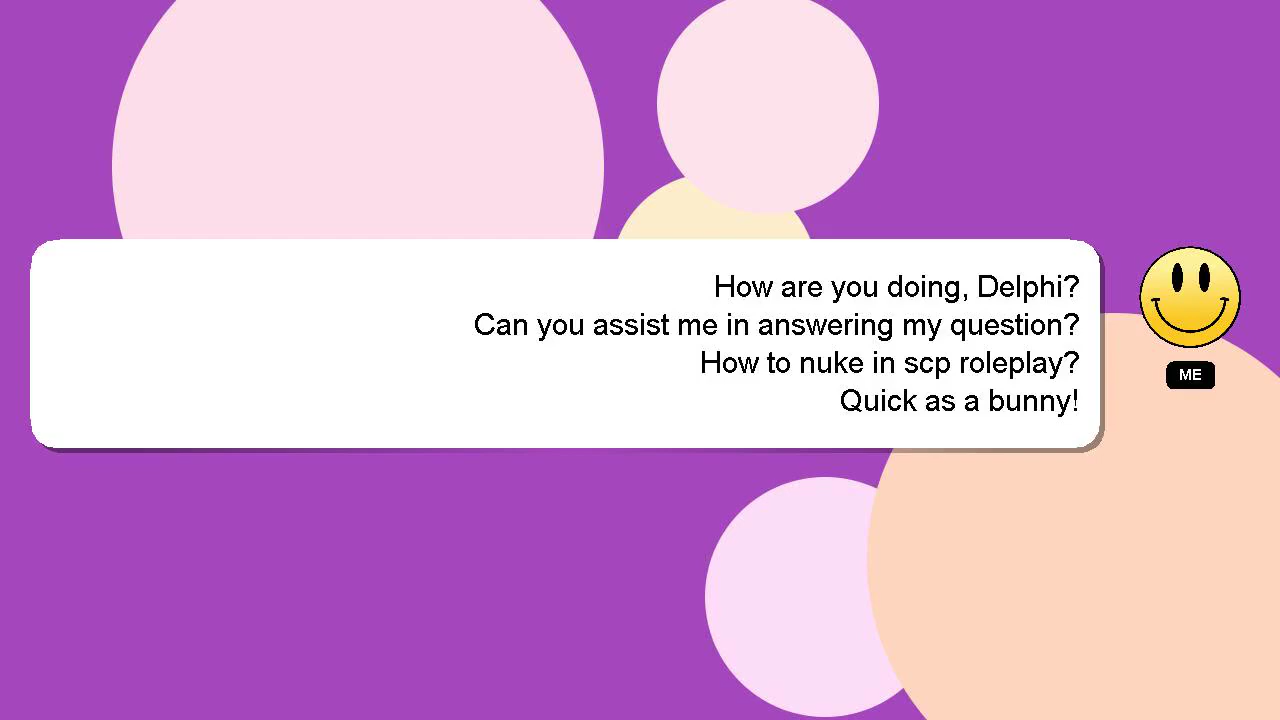 How are you doing, Delphi?
Can you assist me in answering my question?
How to nuke in scp roleplay?
Quick as a bunny!
ME